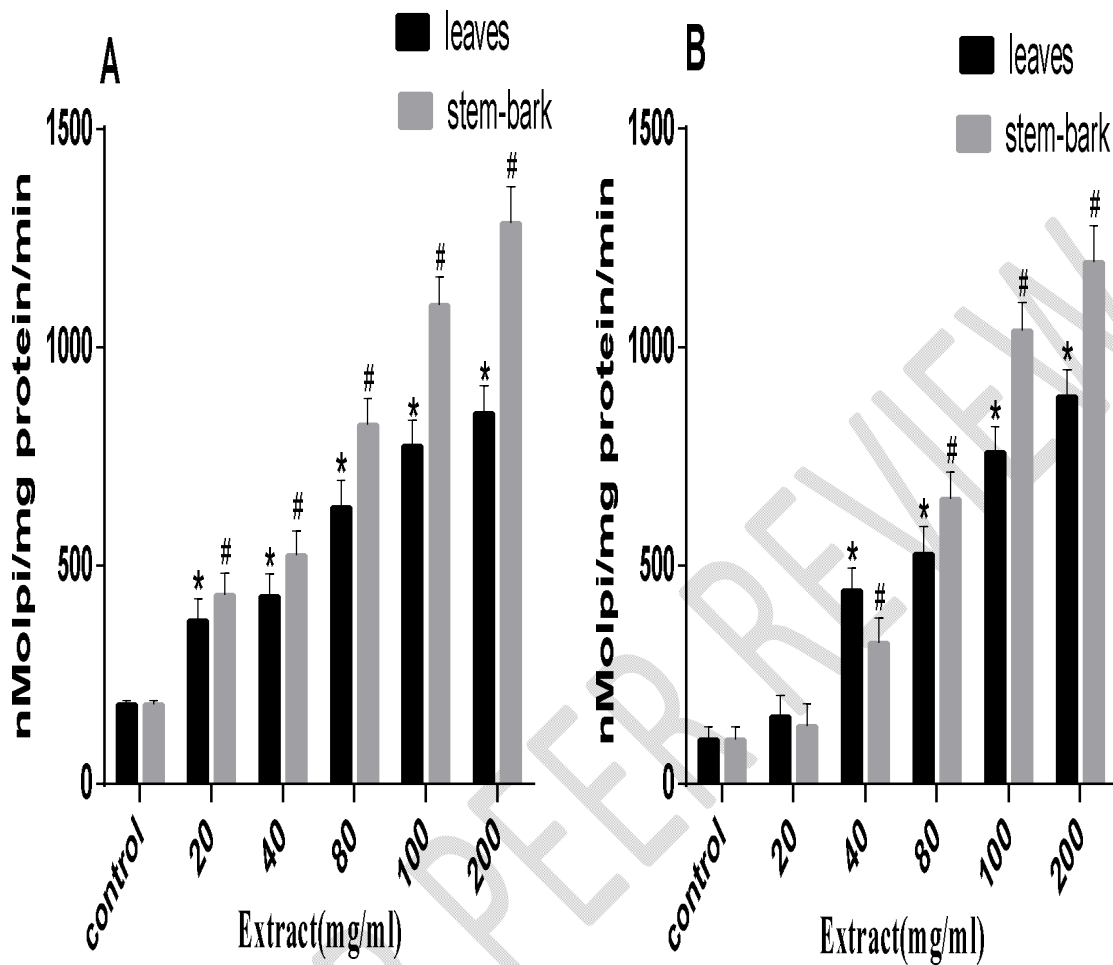 A
leaves
stem-bark
nMolpi/mg protein/min
1500
1000
500
0
*
#
*
#
*
#
*
#
*
#
control
20
40
80
100
200
Extract(mg/ml)
B
leaves
stem-bark
nMolpi/mg protein/min
1500
1000
500
0
*
#
*
#
*
#
*
#
control
20
40
80
100
200
Extract(mg/ml)
PEER REVIEW